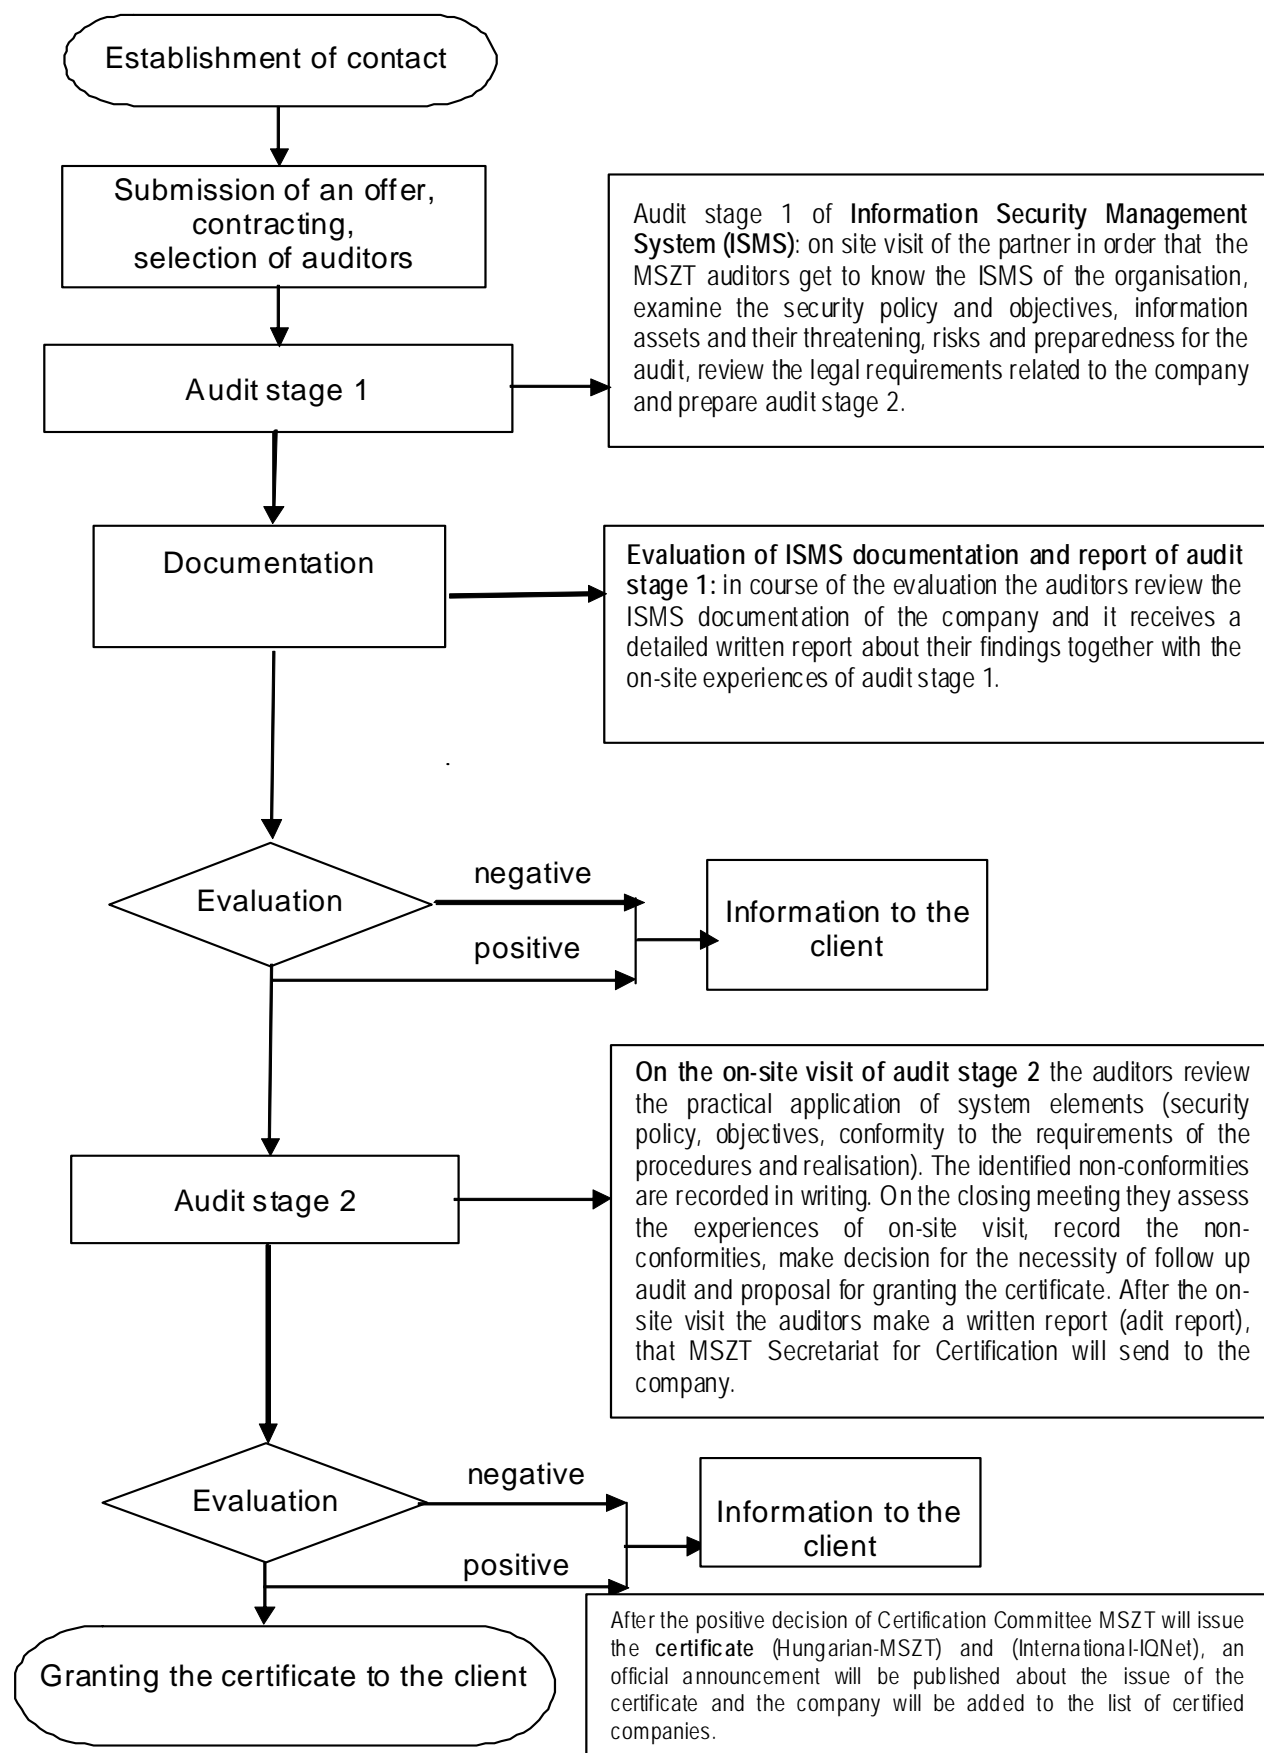 Establishment of contact
Submission of an offer,
contracting,
selection of auditors
Audit stage 1 of Information Security Management
System (ISMS): on site visit of the partner in order that the
MSZT auditors get to know the ISMS of the organisation,
examine the security policy and objectives, information
assets and their threatening, risks and preparedness for the
audit, review the legal requirements related to the company
and prepare audit stage 2.
Audit stage 1
Documentation
Evaluation of ISMS documentation and report of audit
stage 1: in course of the evaluation the auditors review the
ISMS documentation of the company and it receives a
detailed written report about their findings together with the
on-site experiences of audit stage 1.
.
Evaluation
negative
positive
Information to the
client
On the on-site visit of audit stage 2 the auditors review
the practical application of system elements (security
policy, objectives, conformity to the requirements of the
procedures and realisation). The identified non-conformities
are recorded in writing. On the closing meeting they assess
the experiences of on-site visit, record the non-
conformities, make decision for the necessity of follow up
audit and proposal for granting the certificate. After the on-
site visit the auditors make a written report (adit report),
that MSZT Secretariat for Certification will send to the
company.
Audit stage 2
Evaluation
negative
positive
Information to the
client
After the positive decision of Certification Committee MSZT will issue
the certificate (Hungarian-MSZT) and (International-IQNet), an
official announcement will be published about the issue of the
certificate and the company will be added to the list of certified
companies.
Granting the certificate to the client